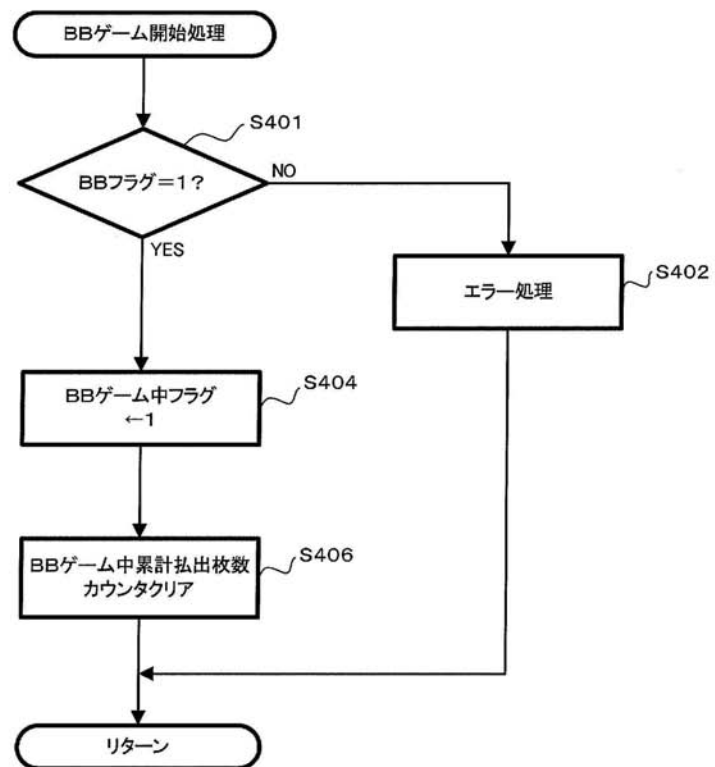 BBゲーム開始処理
S401
BBフラグ=1?
NO
YES
エラー処理
S402
BBゲーム中フラグ
←1
S404
BBゲーム中累計払出枚数
カウンタクリア
S406
リターン